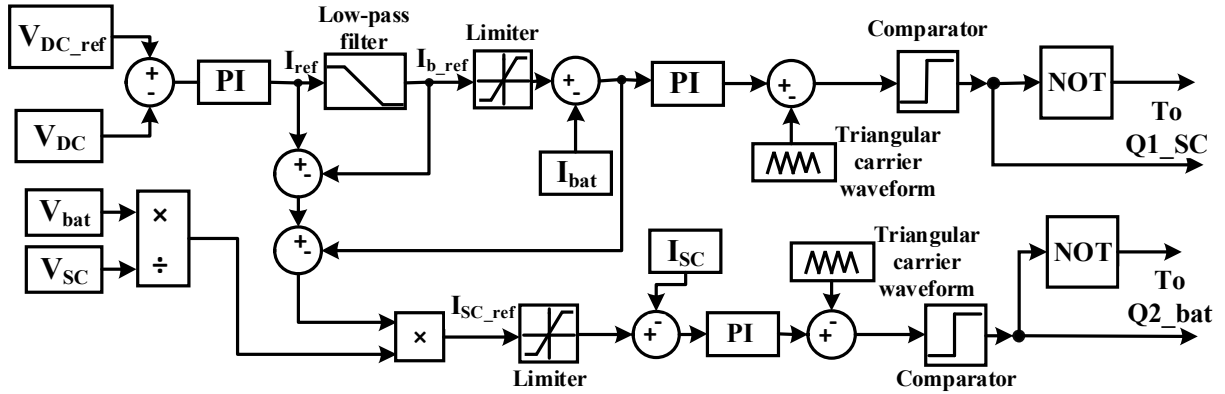 V_DC_ref
+
-
V_DC
PI
I_ref
Low-pass
filter
I_b_ref
Limiter
+
-
I_bat
PI
+
-
Triangular
carrier
waveform
Comparator
NOT
To
Q1_SC
+
-
+
-
V_bat
V_SC
×
÷
×
I_SC_ref
Limiter
I_SC
+
-
PI
+
-
Triangular
carrier
waveform
Comparator
NOT
To
Q2_bat